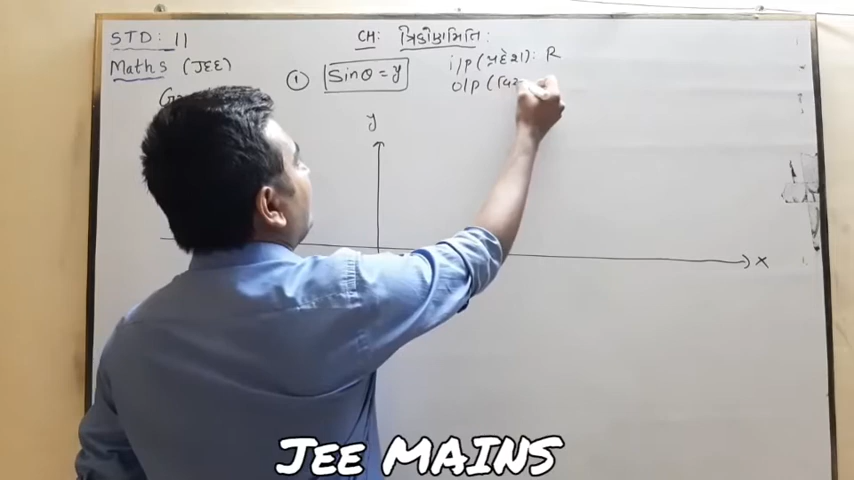 STD: 11
CH: ત્રિકોણમિતિ:
Maths (JEE)
① Sinθ = y
i/p (પ્રદેશ): R
o/p (
y
x
JEE MAINS